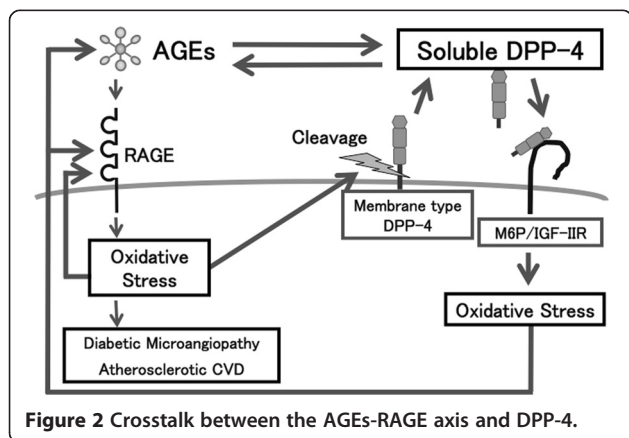 AGEs
Soluble DPP-4
Cleavage
RAGE
Membrane type
DPP-4
M6P/IGF-IIR
Oxidative
Stress
Oxidative Stress
Diabetic Microangiopathy
Atherosclerotic CVD
Figure 2 Crosstalk between the AGEs-RAGE axis and DPP-4.